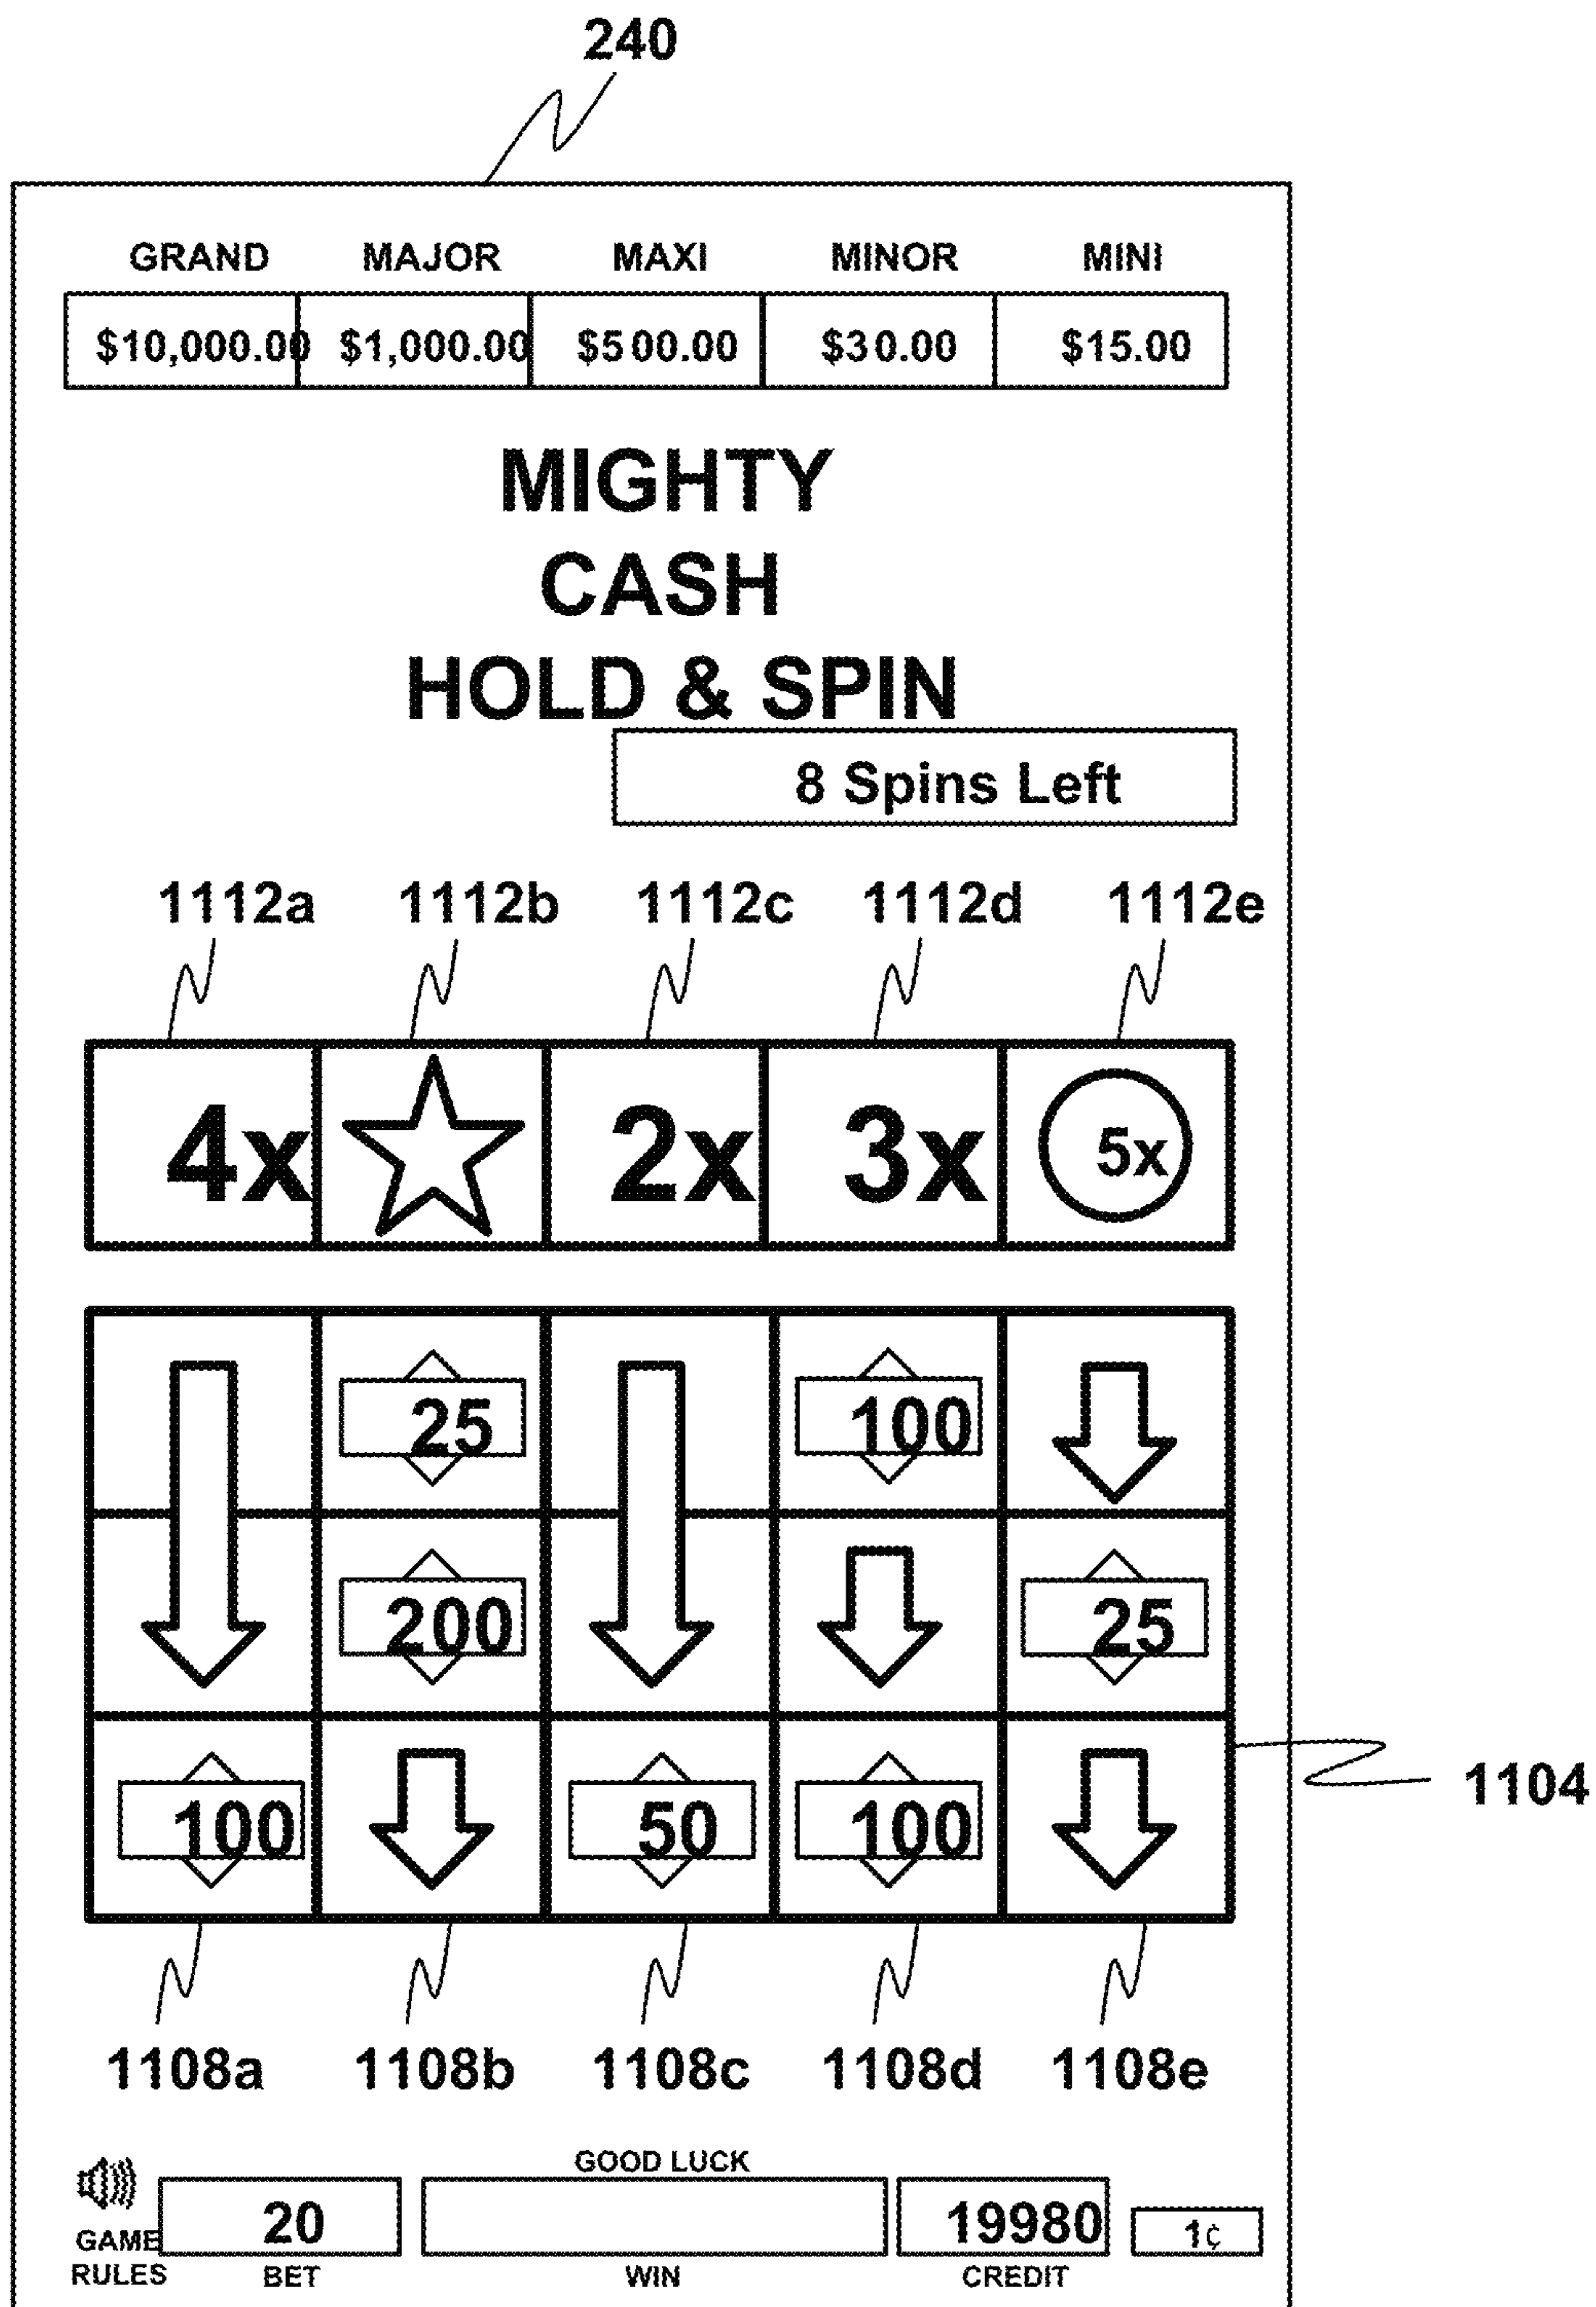 240
GRAND MAJOR MAXI MINOR MINI
$10,000.00 $1,000.00 $500.00 $30.00 $15.00
MIGHTY
CASH
HOLD & SPIN
8 Spins Left
1112a 1112b 1112c 1112d 1112e
4x 2x 3x 5x
25 100
200 25
100 50 100
1104
1108a 1108b 1108c 1108d 1108e
GOOD LUCK
20 19980 1¢
GAME
RULES BET WIN CREDIT